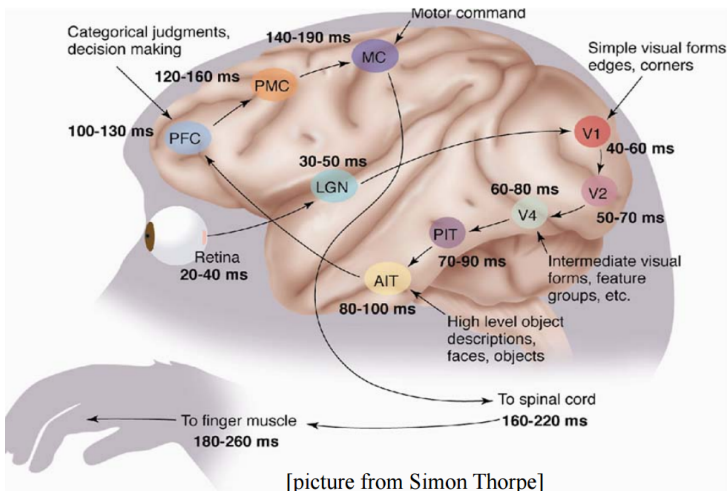 Motor command
Categorical judgments,
decision making
140-190 ms
MC
Simple visual forms
edges, corners
120-160 ms
PMC
100-130 ms
PFC
V1
40-60 ms
30-50 ms
LGN
60-80 ms
V2
V4
50-70 ms
PIT
70-90 ms
Retina
20-40 ms
AIT
80-100 ms
Intermediate visual
forms, feature
groups, etc.
High level object
descriptions,
faces, objects
To spinal cord
160-220 ms
To finger muscle
180-260 ms
[picture from Simon Thorpe]